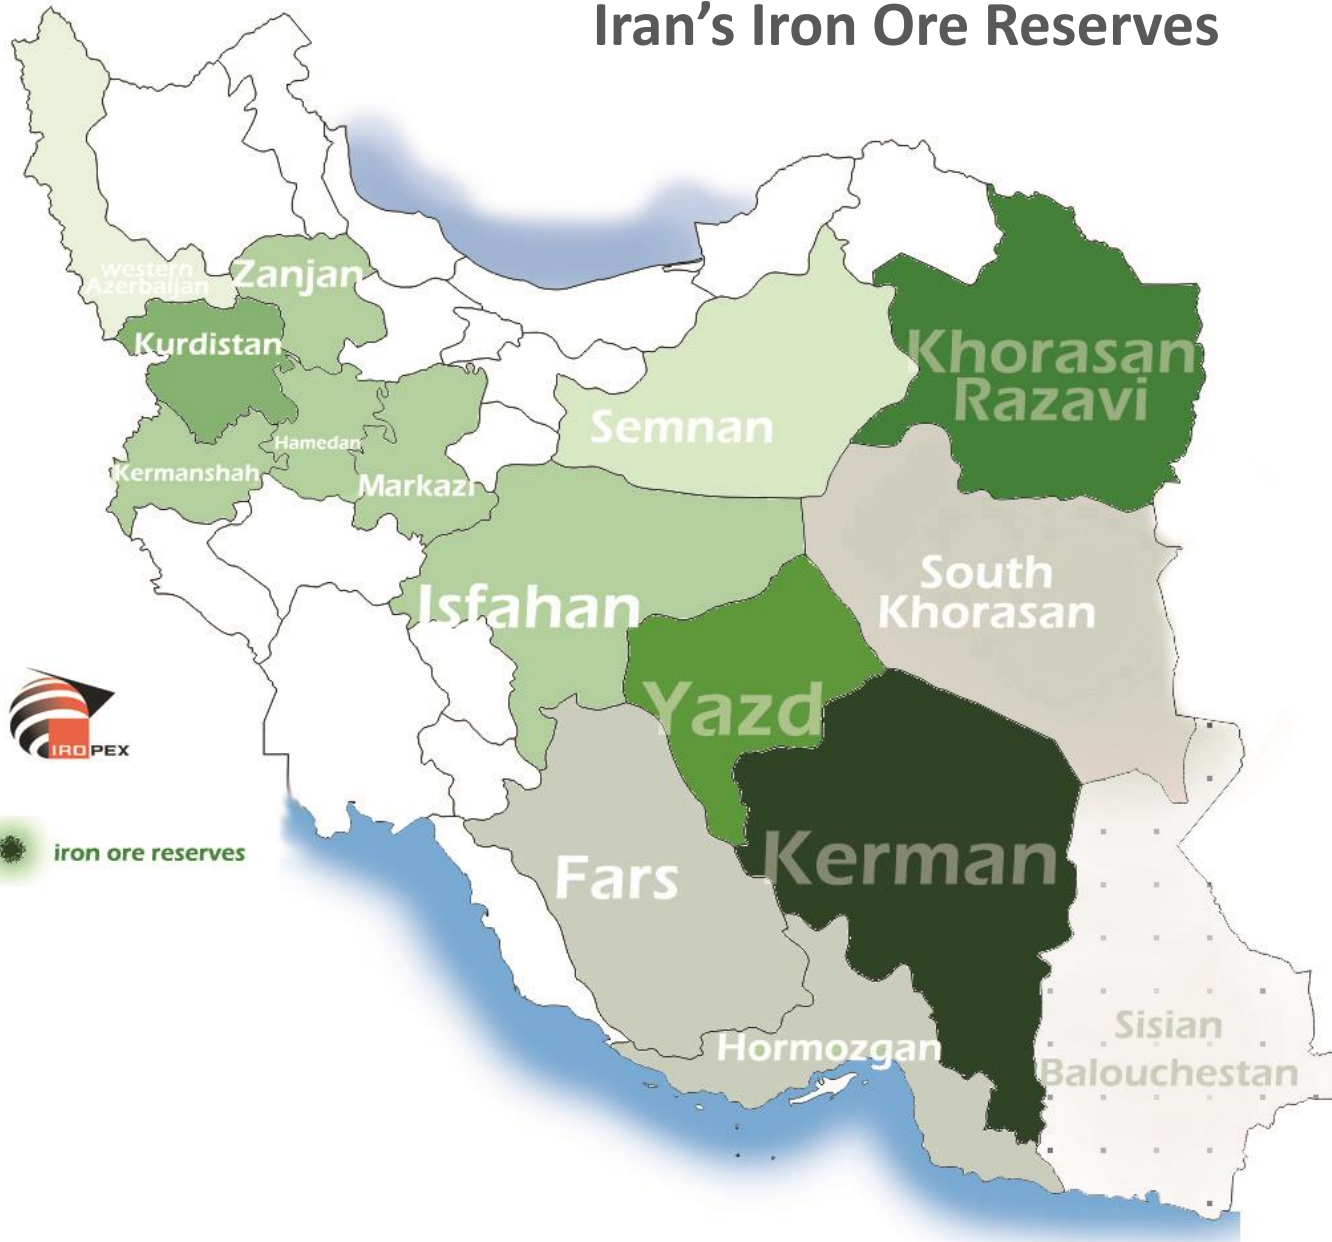 Iran's Iron Ore Reserves
western
Azerbaijan
Zanjan
Kurdistan
Khorasan
Razavi
Semnan
Hamedan
Kermanshah
Markazi
South
Khorasan
Isfahan
Yazd
IROPEX
iron ore reserves
Kerman
Fars
Sisian
Balouchestan
Hormozgan